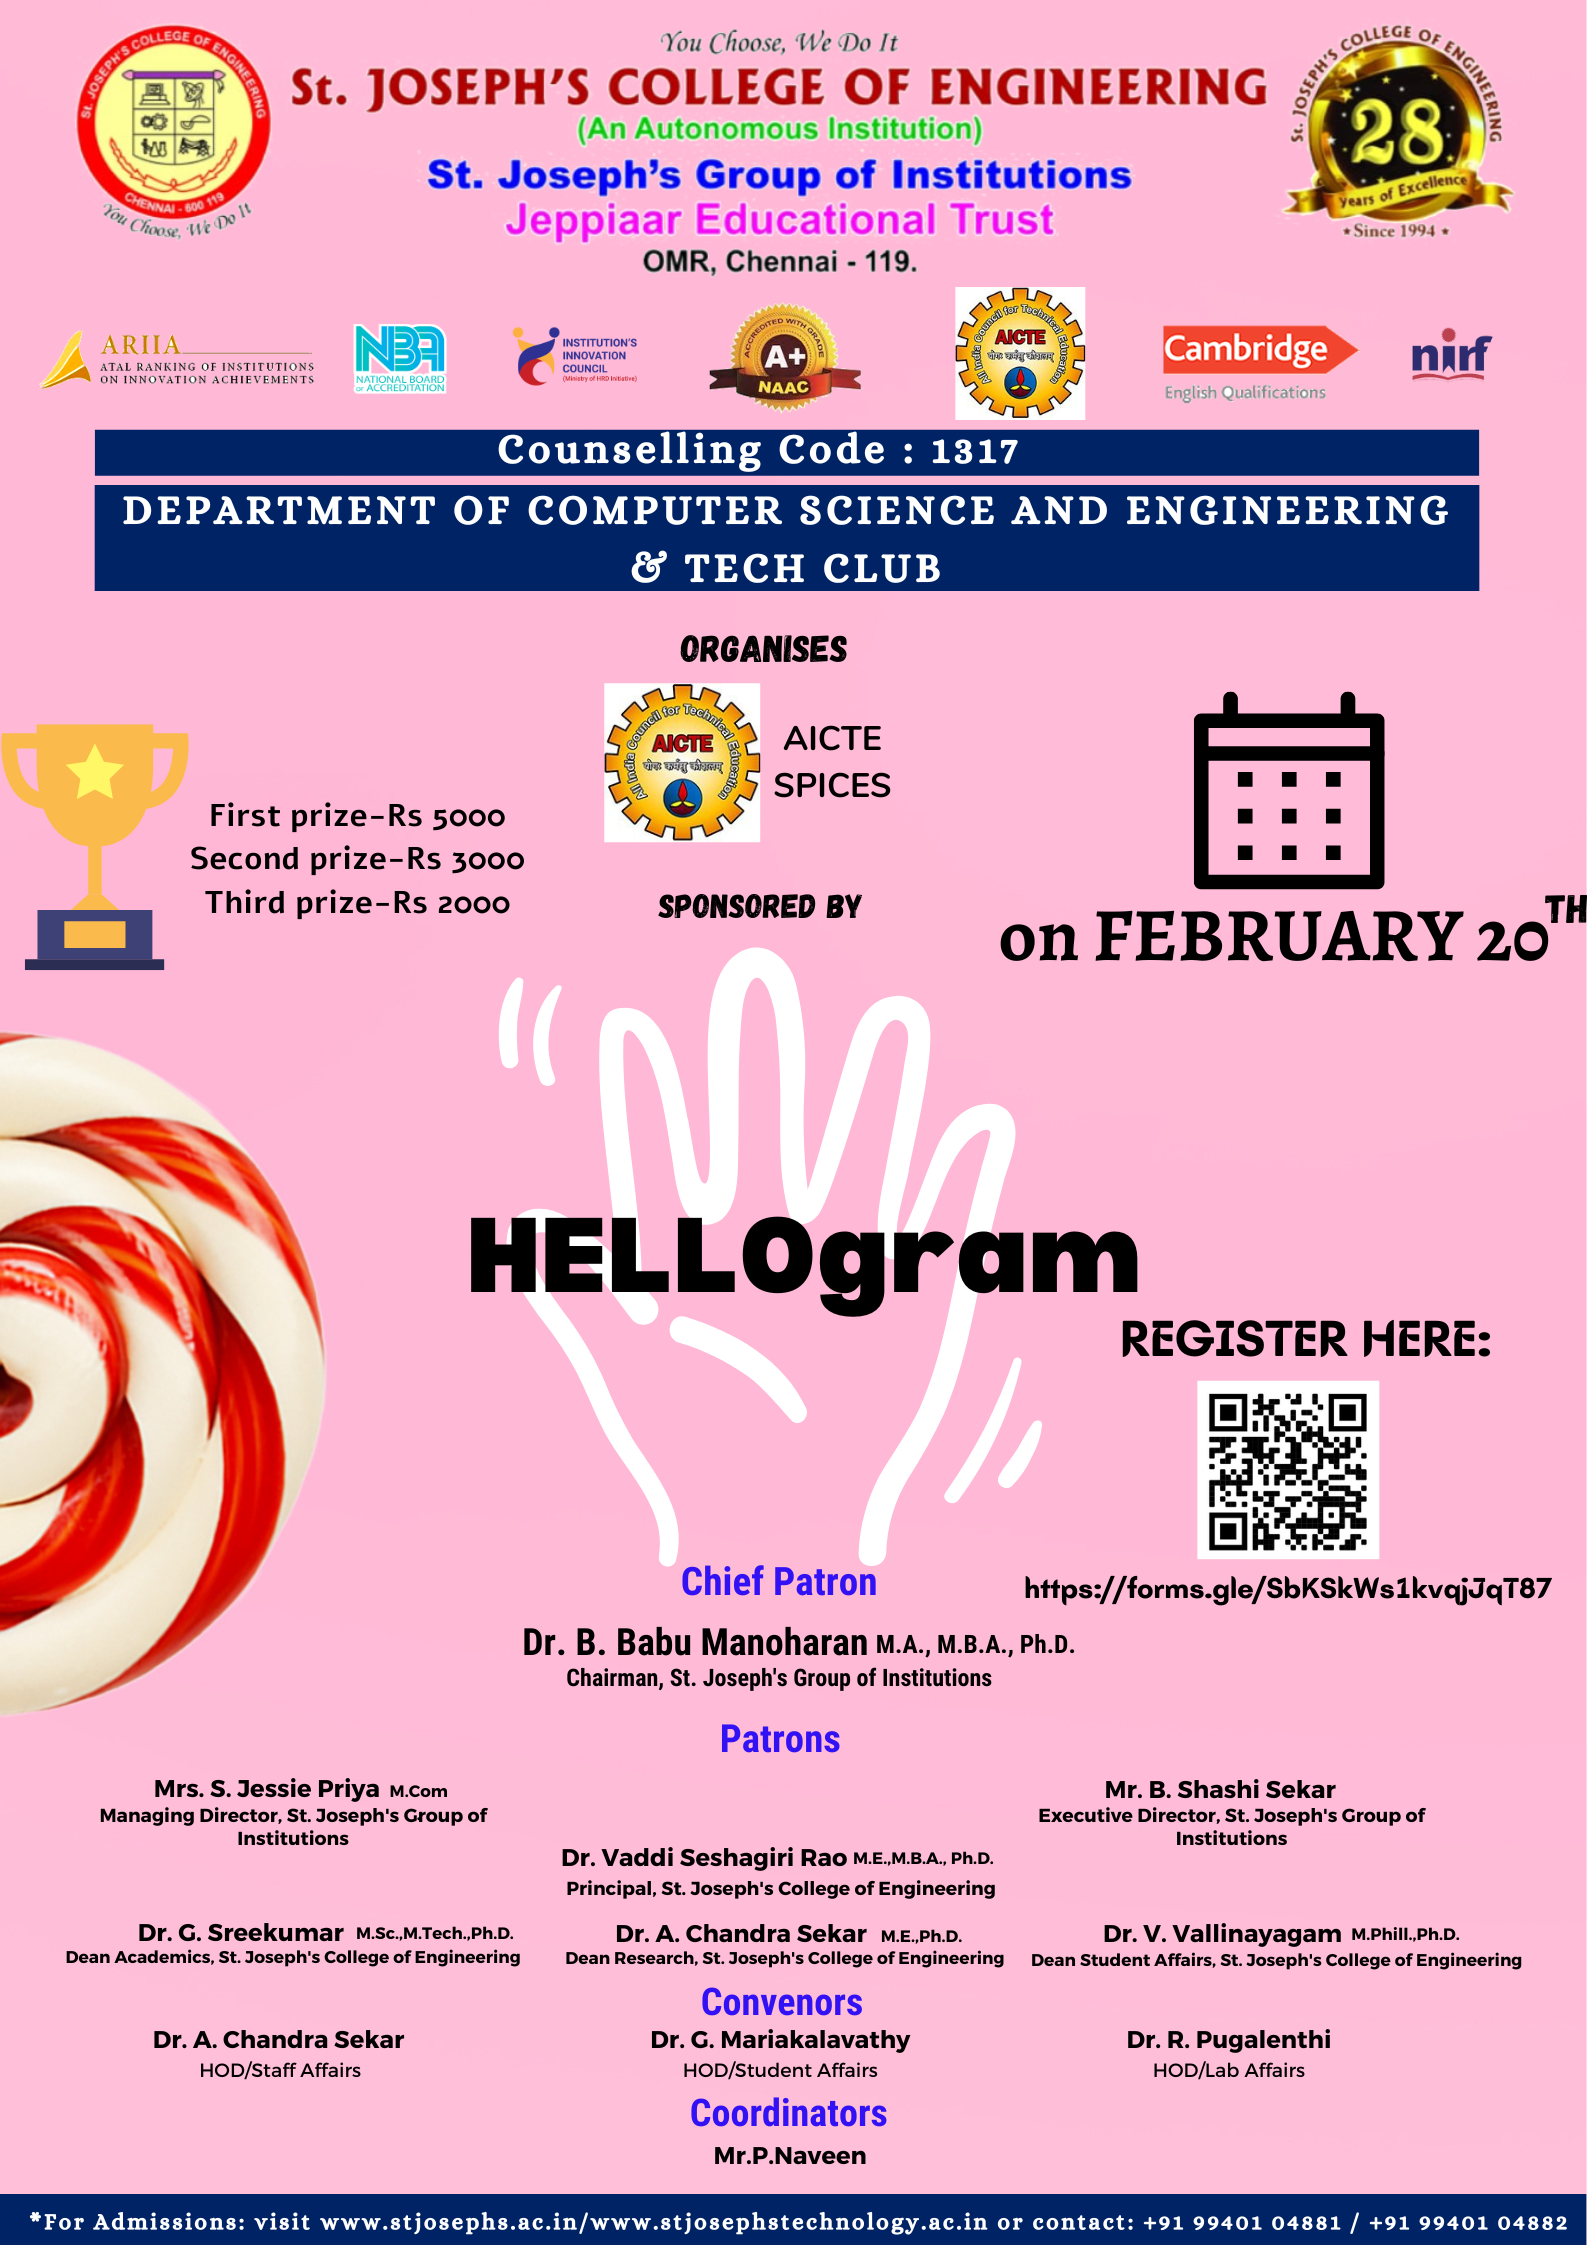 You Choose, We Do It
St. JOSEPH'S COLLEGE OF ENGINEERING
(An Autonomous Institution)
St. Joseph's Group of Institutions
Jeppiaar Educational Trust
OMR, Chennai - 119.
St. JOSEPH'S COLLEGE OF ENGINEERING
CHENNAI - 600 119
You Choose, We Do It
St. JOSEPH'S COLLEGE OF ENGINEERING
28
Years of Excellence
* Since 1994 *
ARIIA
ATAL RANKING OF INSTITUTIONS
ON INNOVATION ACHIEVEMENTS
NBA
NATIONAL BOARD
OF ACCREDITATION
INSTITUTION'S
INNOVATION
COUNCIL
(Ministry of HRD Initiative)
ACCREDITED WITH GRADE
A+
NAAC
All India Council for Technical Education
AICTE
योगः कर्मसु कौशलम्
Cambridge
English Qualifications
nirf
Counselling Code : 1317
DEPARTMENT OF COMPUTER SCIENCE AND ENGINEERING
& TECH CLUB
ORGANISES
All India Council for Technical Education
AICTE
योगः कर्मसु कौशलम्
AICTE
SPICES
First prize-Rs 5000
Second prize-Rs 3000
Third prize-Rs 2000
SPONSORED BY
on FEBRUARY 20TH
HELLOgram
REGISTER HERE:
https://forms.gle/SbKSkWs1kvqjJqT87
Chief Patron
Dr. B. Babu Manoharan M.A., M.B.A., Ph.D.
Chairman, St. Joseph's Group of Institutions
Patrons
Mrs. S. Jessie Priya M.Com
Managing Director, St. Joseph's Group of
Institutions
Mr. B. Shashi Sekar
Executive Director, St. Joseph's Group of
Institutions
Dr. Vaddi Seshagiri Rao M.E.,M.B.A., Ph.D.
Principal, St. Joseph's College of Engineering
Dr. G. Sreekumar M.Sc.,M.Tech.,Ph.D.
Dean Academics, St. Joseph's College of Engineering
Dr. A. Chandra Sekar M.E.,Ph.D.
Dean Research, St. Joseph's College of Engineering
Dr. V. Vallinayagam M.Phill.,Ph.D.
Dean Student Affairs, St. Joseph's College of Engineering
Convenors
Dr. A. Chandra Sekar
HOD/Staff Affairs
Dr. G. Mariakalavathy
HOD/Student Affairs
Dr. R. Pugalenthi
HOD/Lab Affairs
Coordinators
Mr.P.Naveen
*For Admissions: visit www.stjosephs.ac.in/www.stjosephstechnology.ac.in or contact: +91 99401 04881 / +91 99401 04882